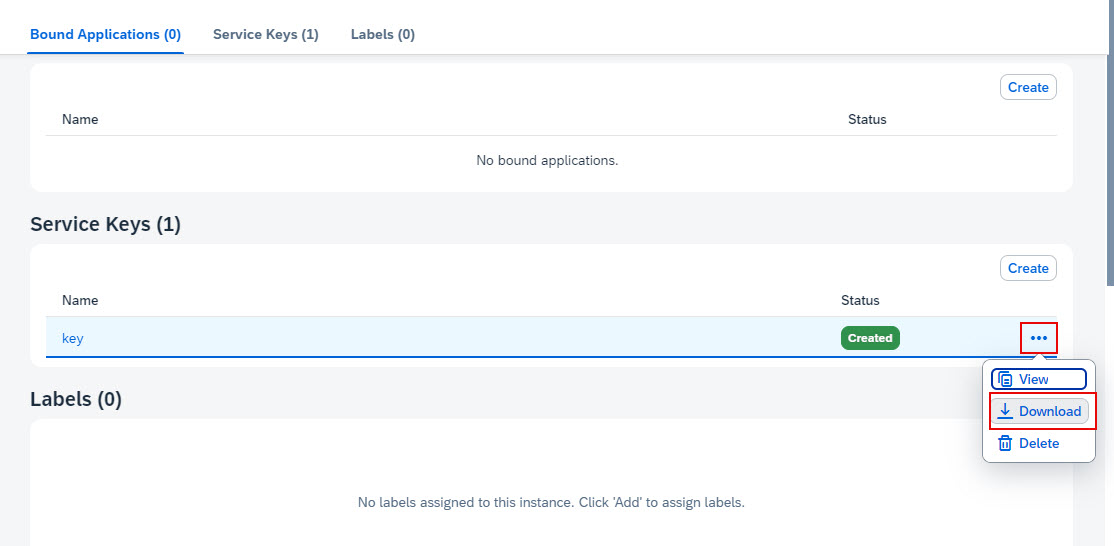 Bound Applications (0) Service Keys (1) Labels (0)
Create
Name Status
No bound applications.
Service Keys (1)
Create
Name Status
key Created
View
Labels (0)
Download
Delete
No labels assigned to this instance. Click 'Add' to assign labels.